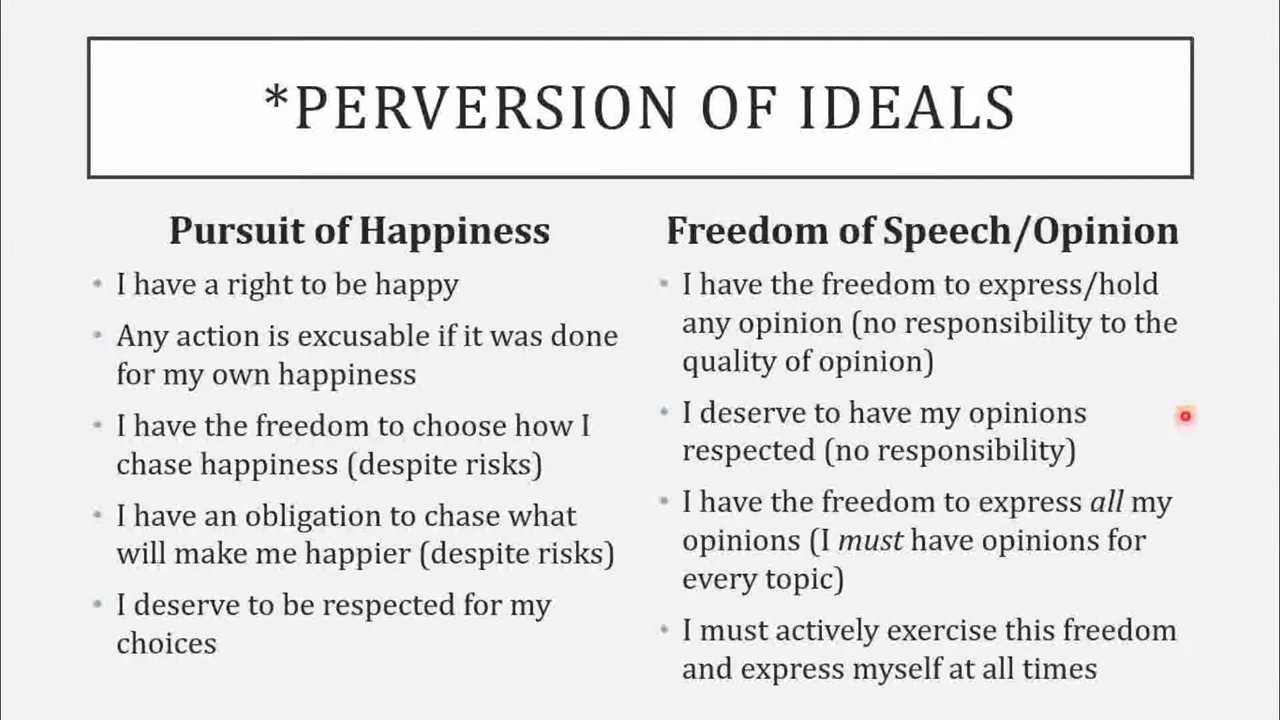 *PERVERSION OF IDEALS
Pursuit of Happiness
• I have a right to be happy
• Any action is excusable if it was done
for my own happiness
• I have the freedom to choose how I
chase happiness (despite risks)
• I have an obligation to chase what
will make me happier (despite risks)
• I deserve to be respected for my
choices
Freedom of Speech/Opinion
• I have the freedom to express/hold
any opinion (no responsibility to the
quality of opinion)
• I deserve to have my opinions
respected (no responsibility)
• I have the freedom to express all my
opinions (I must have opinions for
every topic)
• I must actively exercise this freedom
and express myself at all times